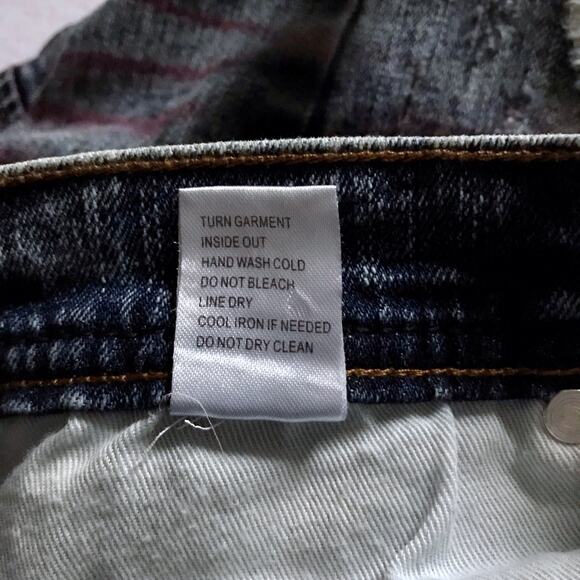 TURN GARMENT
INSIDE OUT
HAND WASH COLD
DO NOT BLEACH
LINE DRY
COOL IRON IF NEEDED
DO NOT DRY CLEAN